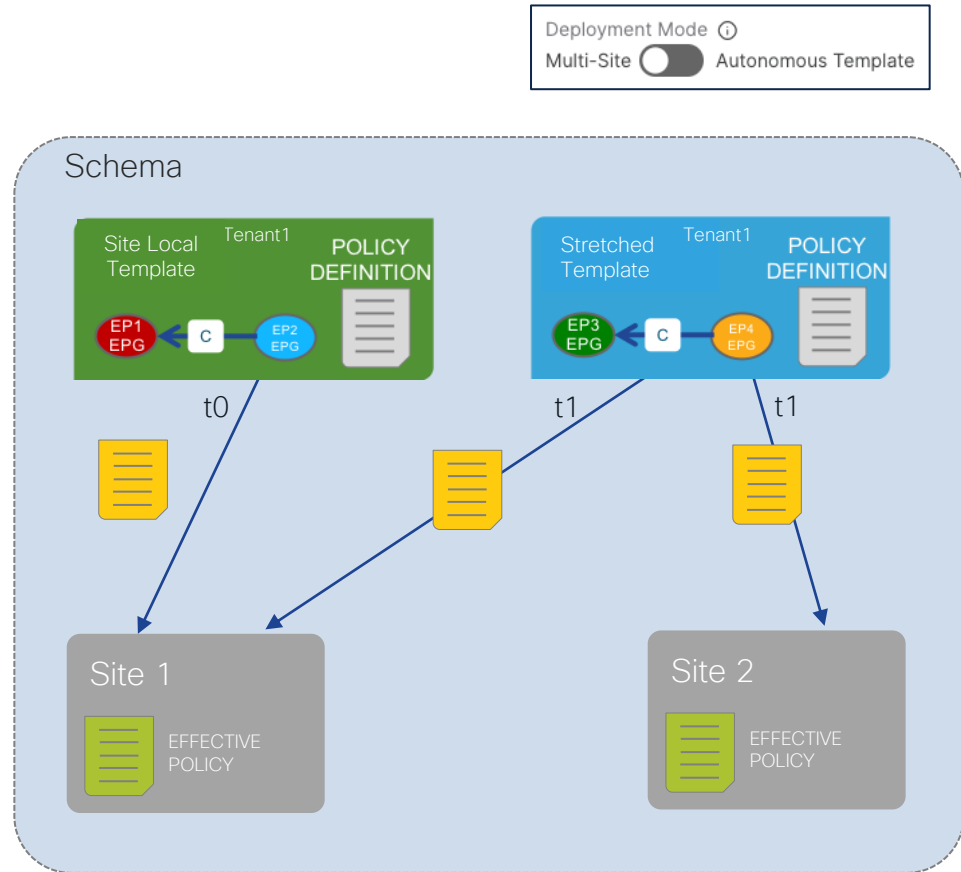 Deployment Mode ⓘ
Multi-Site Autonomous Template
Schema
Site Local
Template
Tenant1
POLICY
DEFINITION
EP1
EPG
C
EP2
EPG
Stretched
Template
Tenant1
POLICY
DEFINITION
EP3
EPG
C
EP4
EPG
t0
t1
t1
Site 1
EFFECTIVE
POLICY
Site 2
EFFECTIVE
POLICY